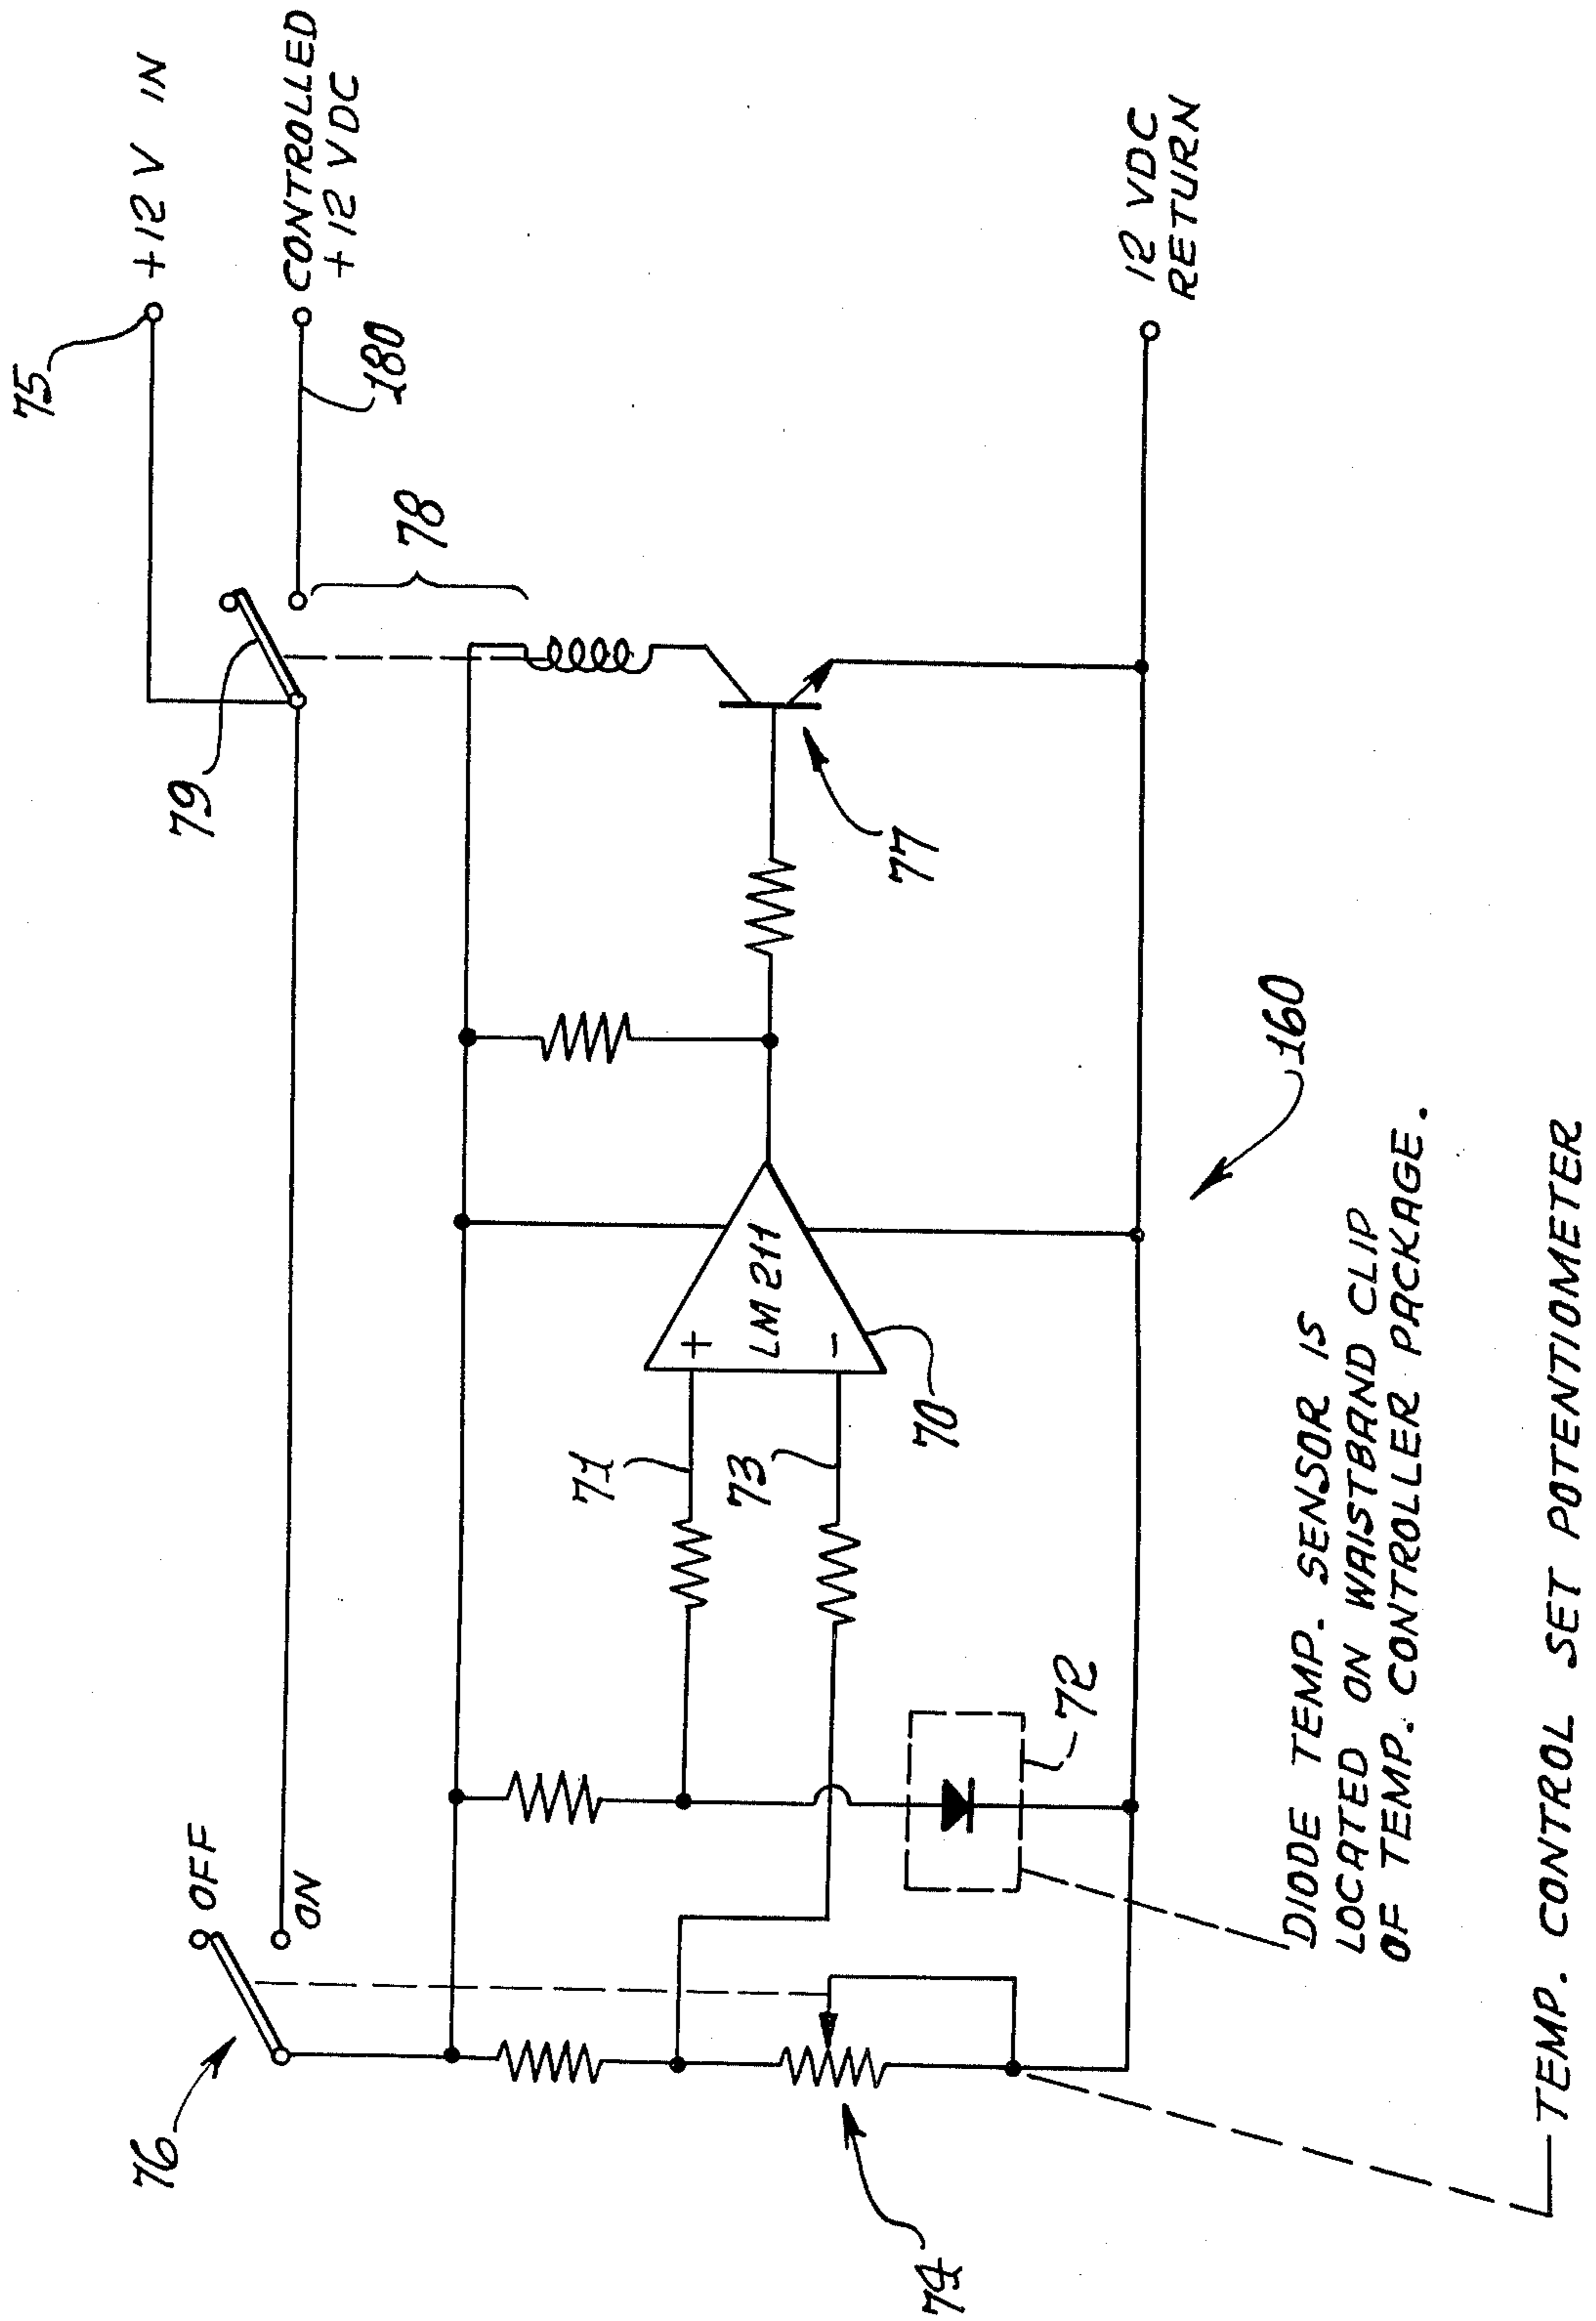 75
+12V IN
CONTROLLED
+12 VDC
180
79
78
76
OFF
ON
71
73
LM211
+
-
70
77
74
72
12 VDC
RETURN
160
DIODE TEMP. SENSOR IS
LOCATED ON WAISTBAND CLIP
OF TEMP. CONTROLLER PACKAGE.
TEMP. CONTROL SET POTENTIOMETER